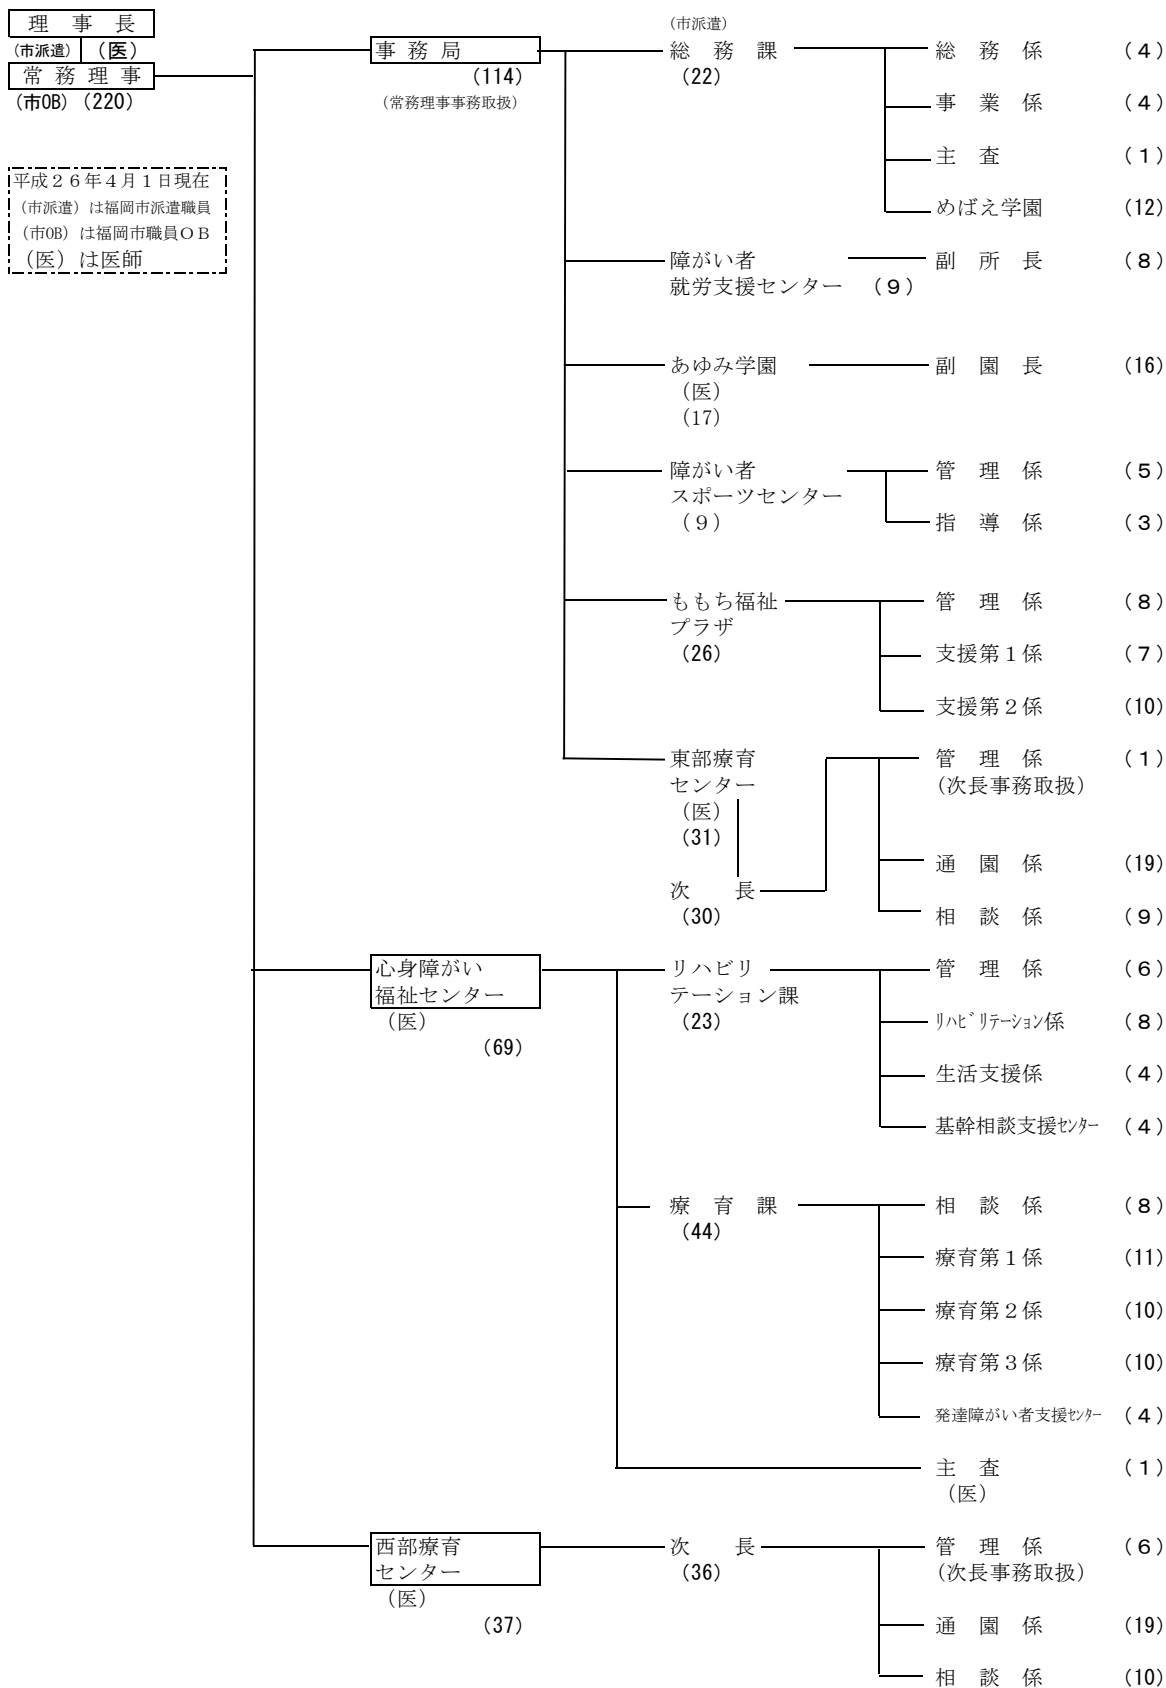 理　事　長
(市派遣)　(医)
常 務 理 事
(市OB)　(220)
平成２６年４月１日現在
(市派遣) は福岡市派遣職員
(市OB) は福岡市職員ＯＢ
（医）は医師
事 務 局
(114)
(常務理事事務取扱)
(市派遣)
総　務　課
(22)
総　務　係　(4)
事　業　係　(4)
主　査　(1)
めばえ学園　(12)
障がい者
就労支援センター　(9)
副　所　長　(8)
あゆみ学園
(医)
(17)
副　園　長　(16)
障がい者
スポーツセンター
(9)
管　理　係　(5)
指　導　係　(3)
ももち福祉
プラザ
(26)
管　理　係　(8)
支援第１係　(7)
支援第２係　(10)
東部療育
センター
(医)
(31)
次　　長
(30)
管　理　係　(1)
(次長事務取扱)
通　園　係　(19)
相　談　係　(9)
心身障がい
福祉センター
(医)
(69)
リハビリ
テーション課
(23)
管　理　係　(6)
ﾘﾊﾋﾞﾘﾃｰｼｮﾝ係　(8)
生活支援係　(4)
基幹相談支援ｾﾝﾀｰ　(4)
療　育　課
(44)
相　談　係　(8)
療育第１係　(11)
療育第２係　(10)
療育第３係　(10)
発達障がい者支援ｾﾝﾀｰ　(4)
主　査　(1)
(医)
西部療育
センター
(医)
(37)
次　　長
(36)
管　理　係　(6)
(次長事務取扱)
通　園　係　(19)
相　談　係　(10)